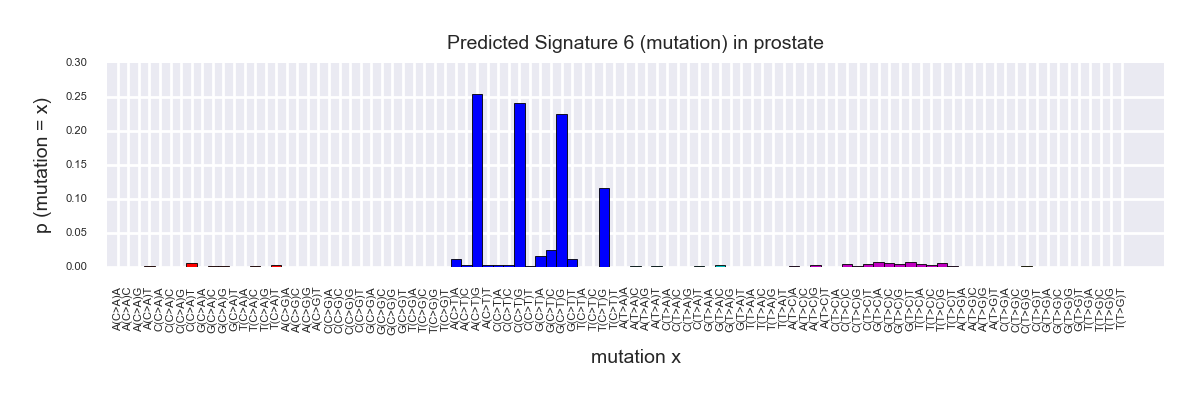 Predicted Signature 6 (mutation) in prostate
p (mutation = x)
0.30
0.25
0.20
0.15
0.10
0.05
0.00
A(C>A)A
A(C>A)C
A(C>A)G
A(C>A)T
C(C>A)A
C(C>A)C
C(C>A)G
C(C>A)T
G(C>A)A
G(C>A)C
G(C>A)G
G(C>A)T
T(C>A)A
T(C>A)C
T(C>A)G
T(C>A)T
A(C>G)A
A(C>G)C
A(C>G)G
A(C>G)T
C(C>G)A
C(C>G)C
C(C>G)G
C(C>G)T
G(C>G)A
G(C>G)C
G(C>G)G
G(C>G)T
T(C>G)A
T(C>G)C
T(C>G)G
T(C>G)T
A(C>T)A
A(C>T)C
A(C>T)G
A(C>T)T
C(C>T)A
C(C>T)C
C(C>T)G
C(C>T)T
G(C>T)A
G(C>T)C
G(C>T)G
G(C>T)T
T(C>T)A
T(C>T)C
T(C>T)G
T(C>T)T
A(T>A)A
A(T>A)C
A(T>A)G
A(T>A)T
C(T>A)A
C(T>A)C
C(T>A)G
C(T>A)T
G(T>A)A
G(T>A)C
G(T>A)G
G(T>A)T
T(T>A)A
T(T>A)C
T(T>A)G
T(T>A)T
A(T>C)A
A(T>C)C
A(T>C)G
A(T>C)T
C(T>C)A
C(T>C)C
C(T>C)G
C(T>C)T
G(T>C)A
G(T>C)C
G(T>C)G
G(T>C)T
T(T>C)A
T(T>C)C
T(T>C)G
T(T>C)T
A(T>G)A
A(T>G)C
A(T>G)G
A(T>G)T
C(T>G)A
C(T>G)C
C(T>G)G
C(T>G)T
G(T>G)A
G(T>G)C
G(T>G)G
G(T>G)T
T(T>G)A
T(T>G)C
T(T>G)G
T(T>G)T
mutation x